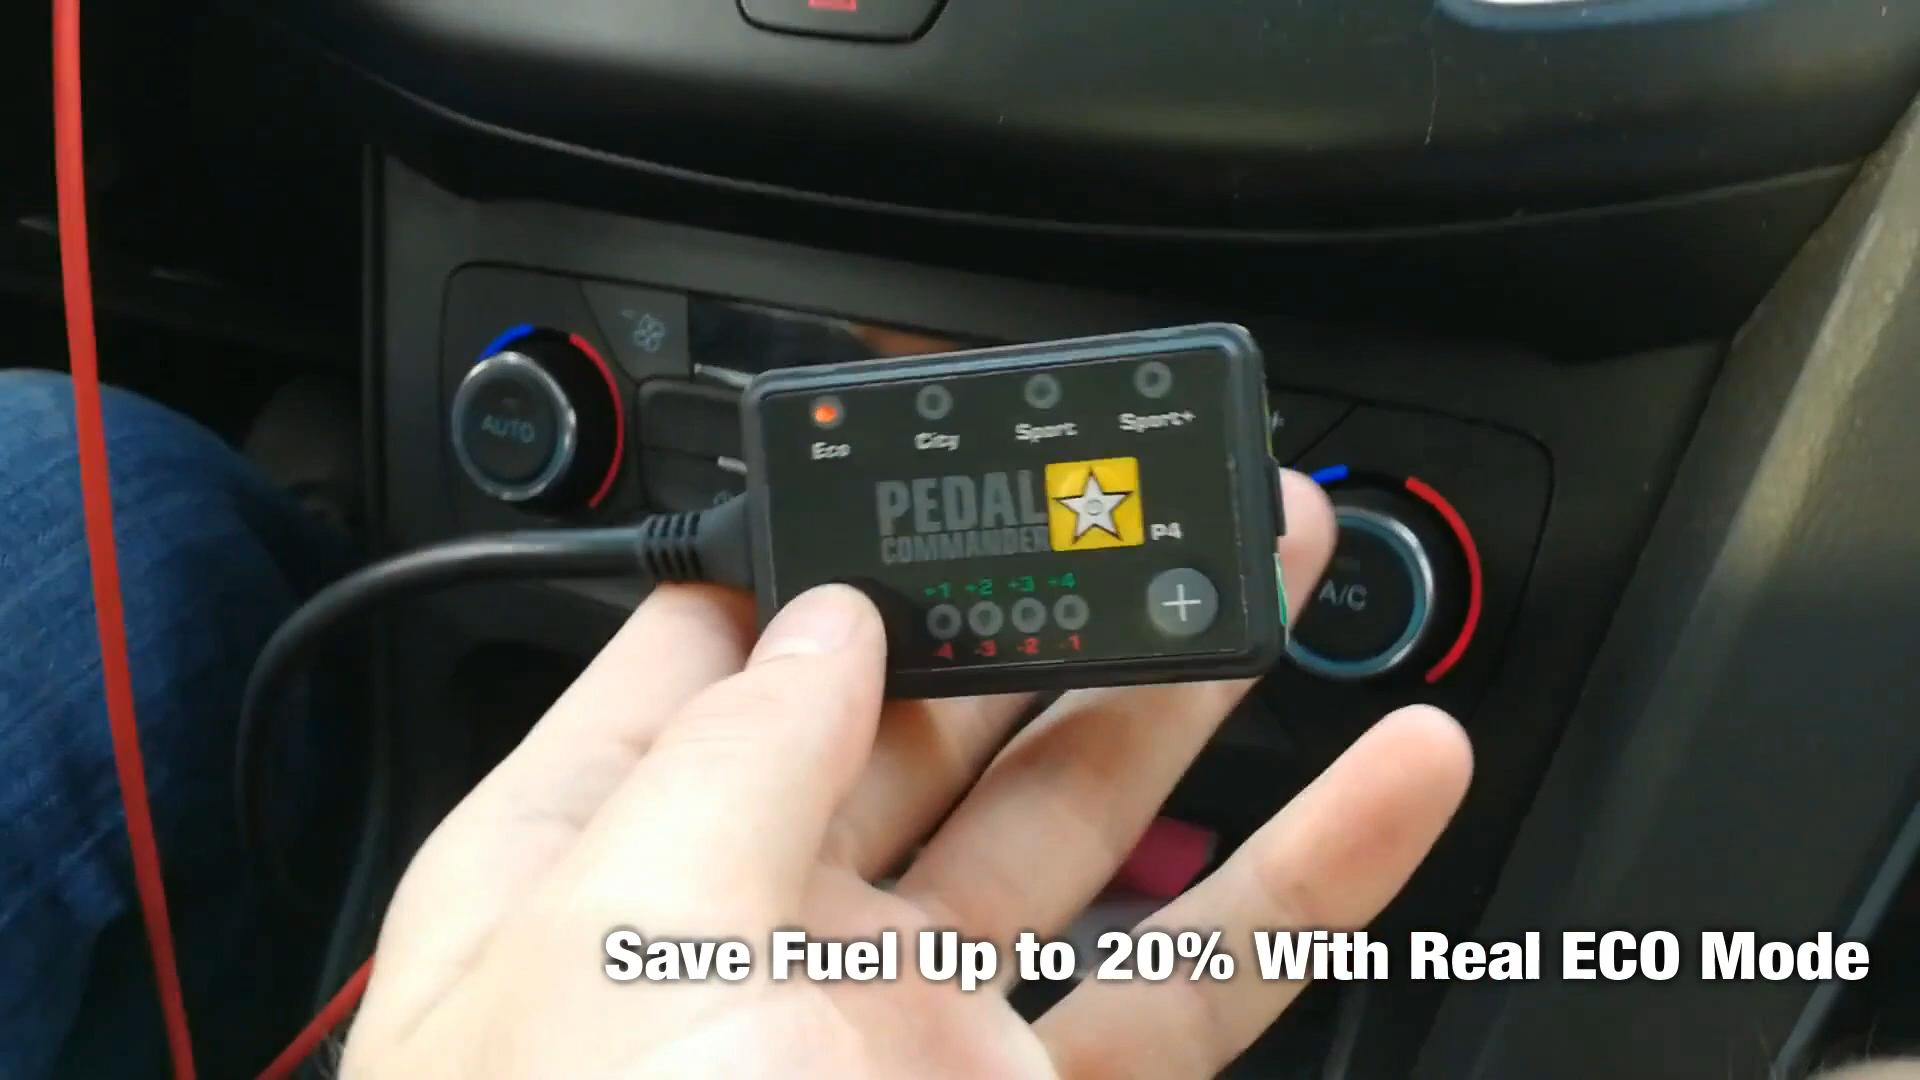 AUTO
Eco City Sport Sport+
PEDAL
COMMANDER
P4
+1 +2 +3 +4
-4 -3 -2 -1
A/C
Save Fuel Up to 20% With Real ECO Mode